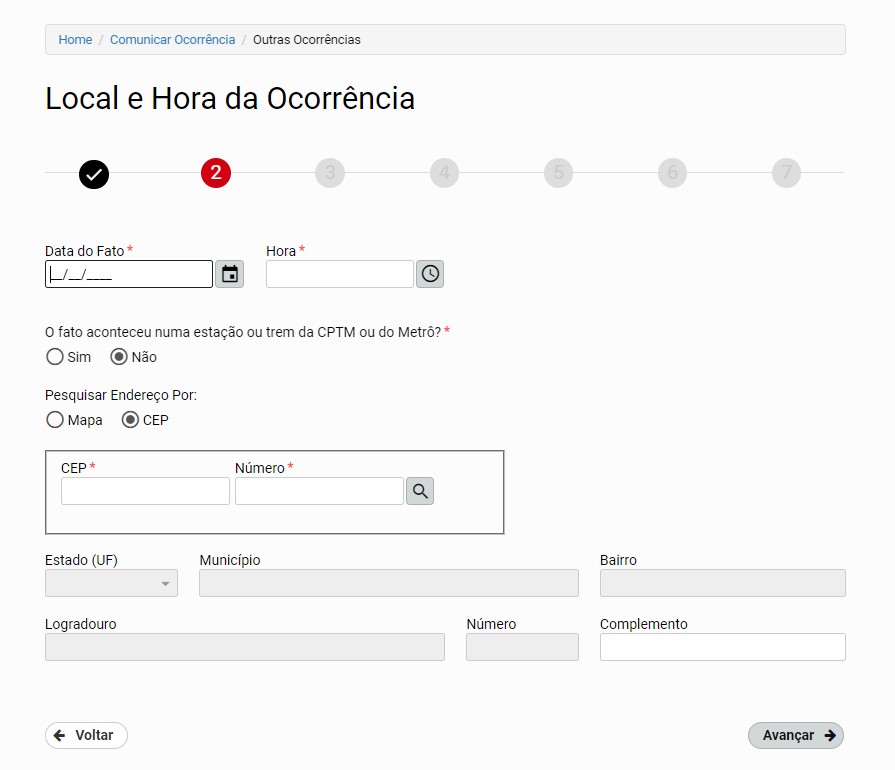 Home / Comunicar Ocorrência / Outras Ocorrências
Local e Hora da Ocorrência
2 3 4 5 6 7
Data do Fato * Hora *
__/__/____
O fato aconteceu numa estação ou trem da CPTM ou do Metrô? *
Sim Não
Pesquisar Endereço Por:
Mapa CEP
CEP * Número *
Estado (UF) Município Bairro
Logradouro Número Complemento
Voltar Avançar